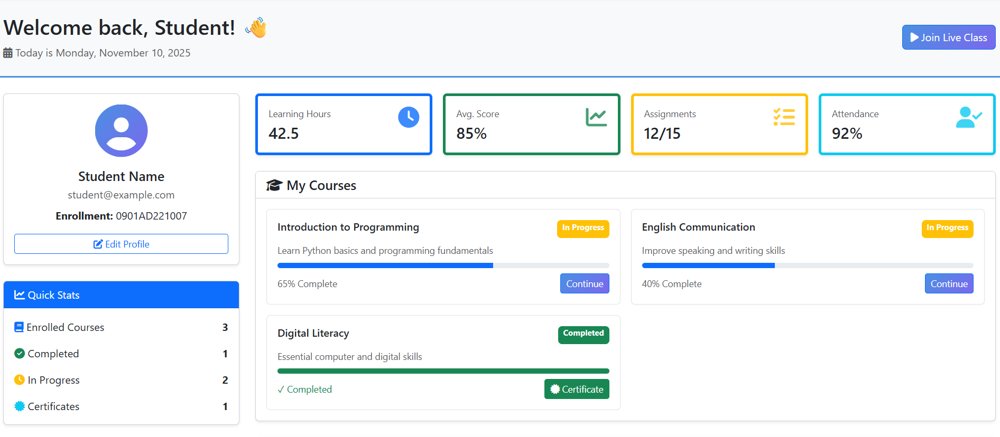 Welcome back, Student! 👋
Today is Monday, November 10, 2025
Join Live Class
Student Name
student@example.com
Enrollment: 0901AD221007
Edit Profile
Quick Stats
Enrolled Courses 3
Completed 1
In Progress 2
Certificates 1
Learning Hours
42.5
Avg. Score
85%
Assignments
12/15
Attendance
92%
My Courses
Introduction to Programming
In Progress
Learn Python basics and programming fundamentals
65% Complete
Continue
English Communication
In Progress
Improve speaking and writing skills
40% Complete
Continue
Digital Literacy
Completed
Essential computer and digital skills
✓ Completed
Certificate